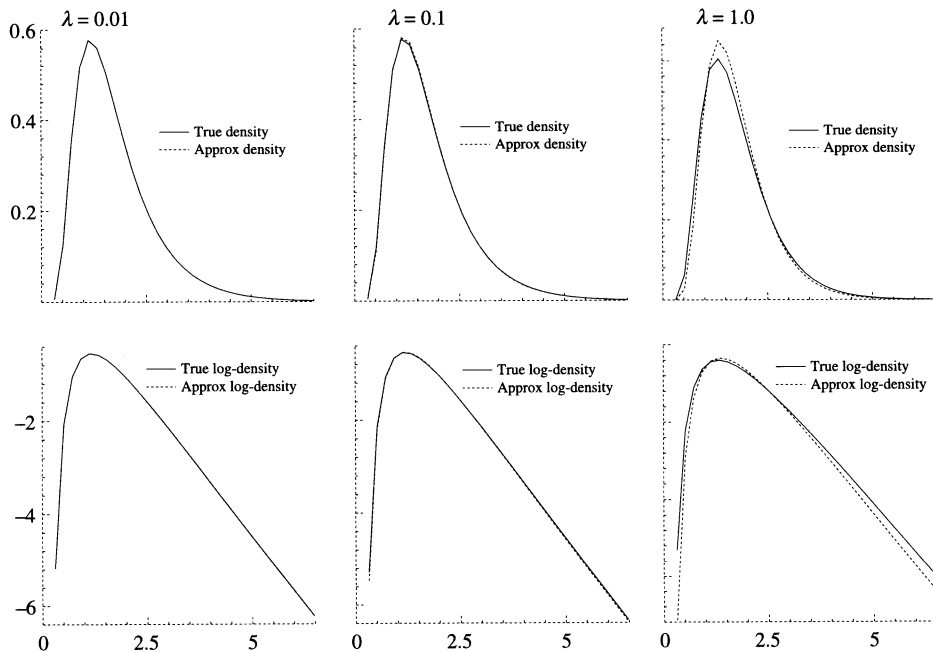 λ = 0.01
λ = 0.1
λ = 1.0
0.6
0.4
0.2
True density
Approx density
True density
Approx density
True density
Approx density
True log-density
Approx log-density
True log-density
Approx log-density
True log-density
Approx log-density
−2
−4
−6
0 2.5 5
0 2.5 5
0 2.5 5